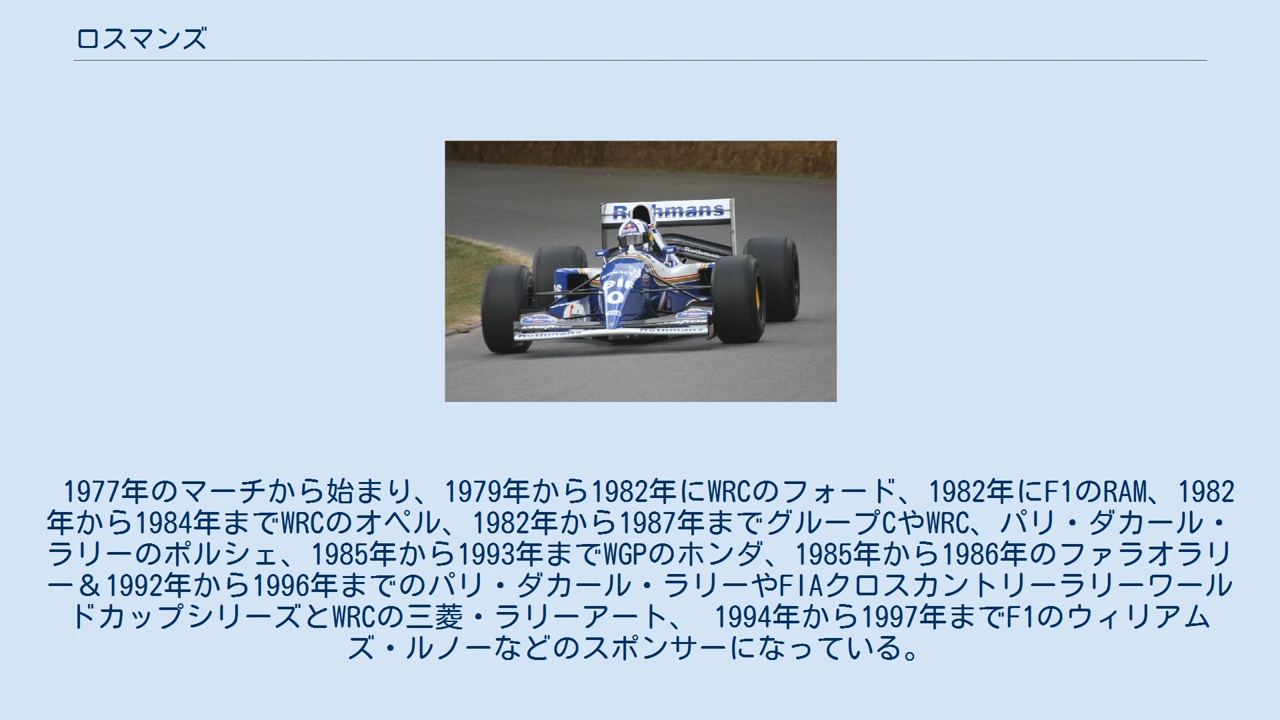 ロスマンズ
Rothmans
Rothmans
elf
0
Rothmans
Rothmans
1977年のマーチから始まり、1979年から1982年にWRCのフォード、1982年にF1のRAM、1982
年から1984年までWRCのオペル、1982年から1987年までグループCやWRC、パリ・ダカール・
ラリーのポルシェ、1985年から1993年までWGPのホンダ、1985年から1986年のファラオラリ
ー＆1992年から1996年までのパリ・ダカール・ラリーやFIAクロスカントリーラリーワール
ドカップシリーズとWRCの三菱・ラリーアート、 1994年から1997年までF1のウィリアム
ズ・ルノーなどのスポンサーになっている。